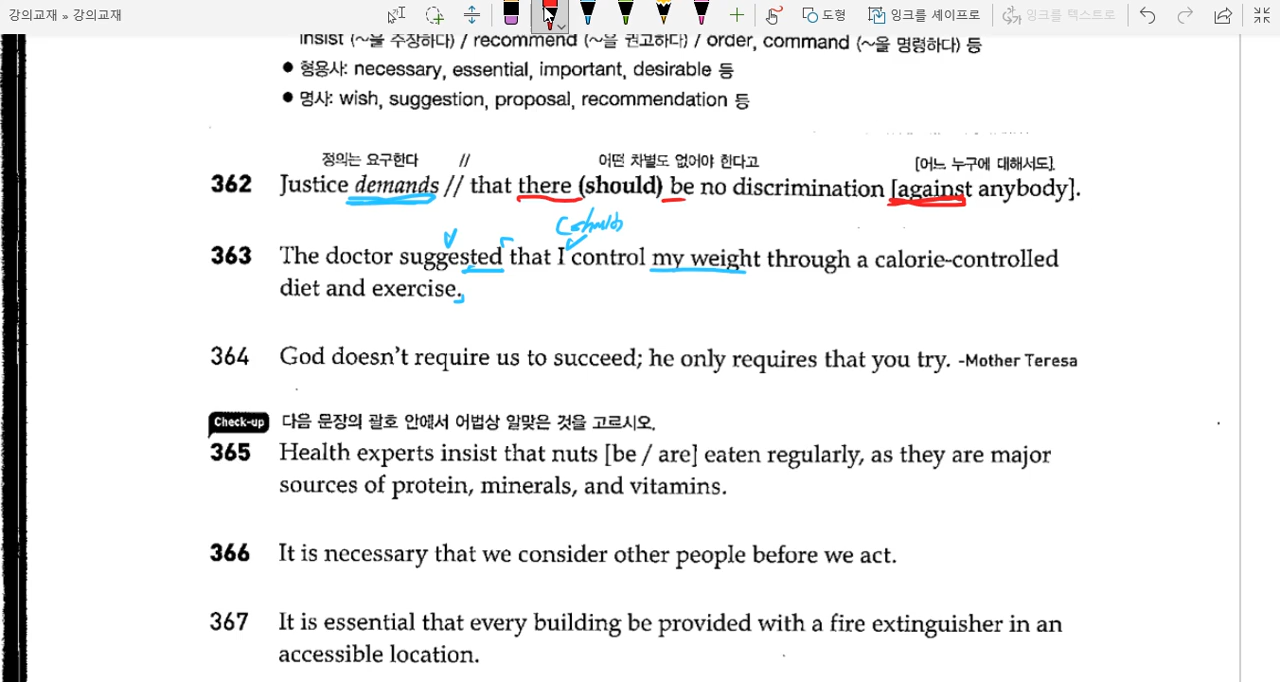 강의교재 » 강의교재
도형
잉크를 셰이프로
잉크를 텍스트로
insist (~을 주장하다) / recommend (~을 권고하다) / order, command (~을 명령하다) 등
● 형용사: necessary, essential, important, desirable 등
● 명사: wish, suggestion, proposal, recommendation 등
정의는 요구한다 // 어떤 차별도 없어야 한다고 [어느 누구에 대해서도].
362 Justice demands // that there (should) be no discrimination [against anybody].
(should)
363 The doctor suggested that I control my weight through a calorie-controlled
diet and exercise.
364 God doesn't require us to succeed; he only requires that you try. -Mother Teresa
Check-up 다음 문장의 괄호 안에서 어법상 알맞은 것을 고르시오.
365 Health experts insist that nuts [be / are] eaten regularly, as they are major
sources of protein, minerals, and vitamins.
366 It is necessary that we consider other people before we act.
367 It is essential that every building be provided with a fire extinguisher in an
accessible location.